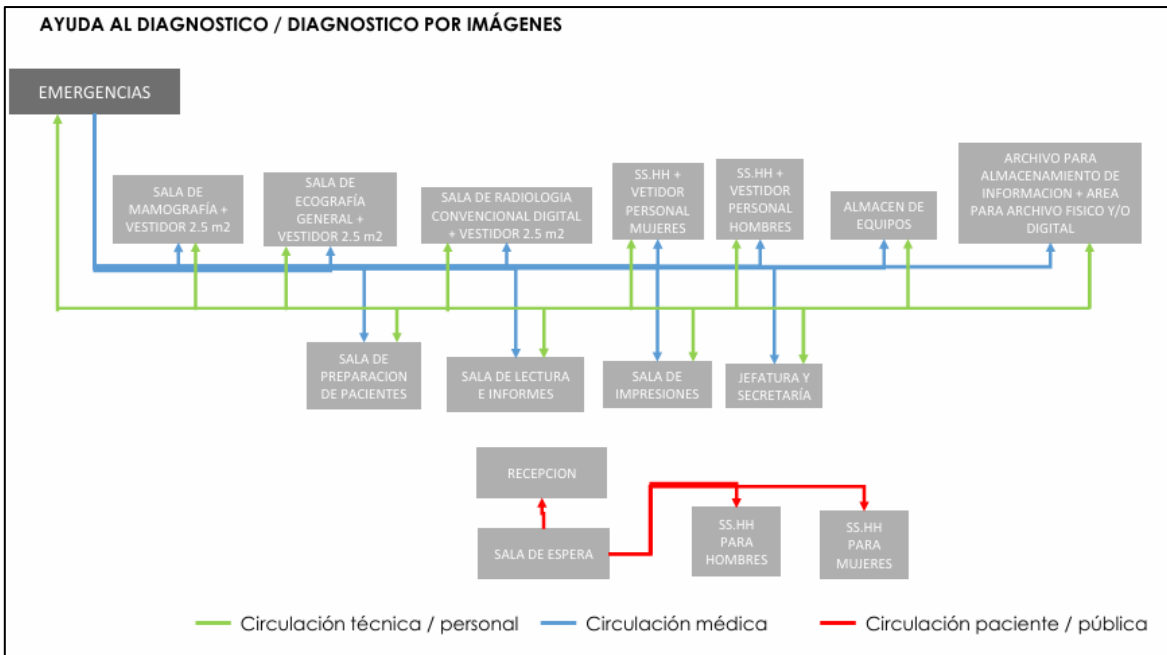 AYUDA AL DIAGNOSTICO / DIAGNOSTICO POR IMÁGENES
EMERGENCIAS
SALA DE
MAMOGRAFÍA +
VESTIDOR 2.5 m2
SALA DE
ECOGRAFÍA
GENERAL +
VESTIDOR 2.5 m2
SALA DE RADIOLOGIA
CONVENCIONAL DIGITAL
+ VESTIDOR 2.5 m2
SS.HH +
VETIDOR
PERSONAL
MUJERES
SS.HH +
VESTIDOR
PERSONAL
HOMBRES
ALMACEN DE
EQUIPOS
ARCHIVO PARA
ALMACENAMIENTO DE
INFORMACION + AREA
PARA ARCHIVO FISICO Y/O
DIGITAL
SALA DE
PREPARACION
DE PACIENTES
SALA DE LECTURA
E INFORMES
SALA DE
IMPRESIONES
JEFATURA Y
SECRETARÍA
RECEPCION
SALA DE ESPERA
SS.HH
PARA
HOMBRES
SS.HH
PARA
MUJERES
Circulación técnica / personal
Circulación médica
Circulación paciente / pública